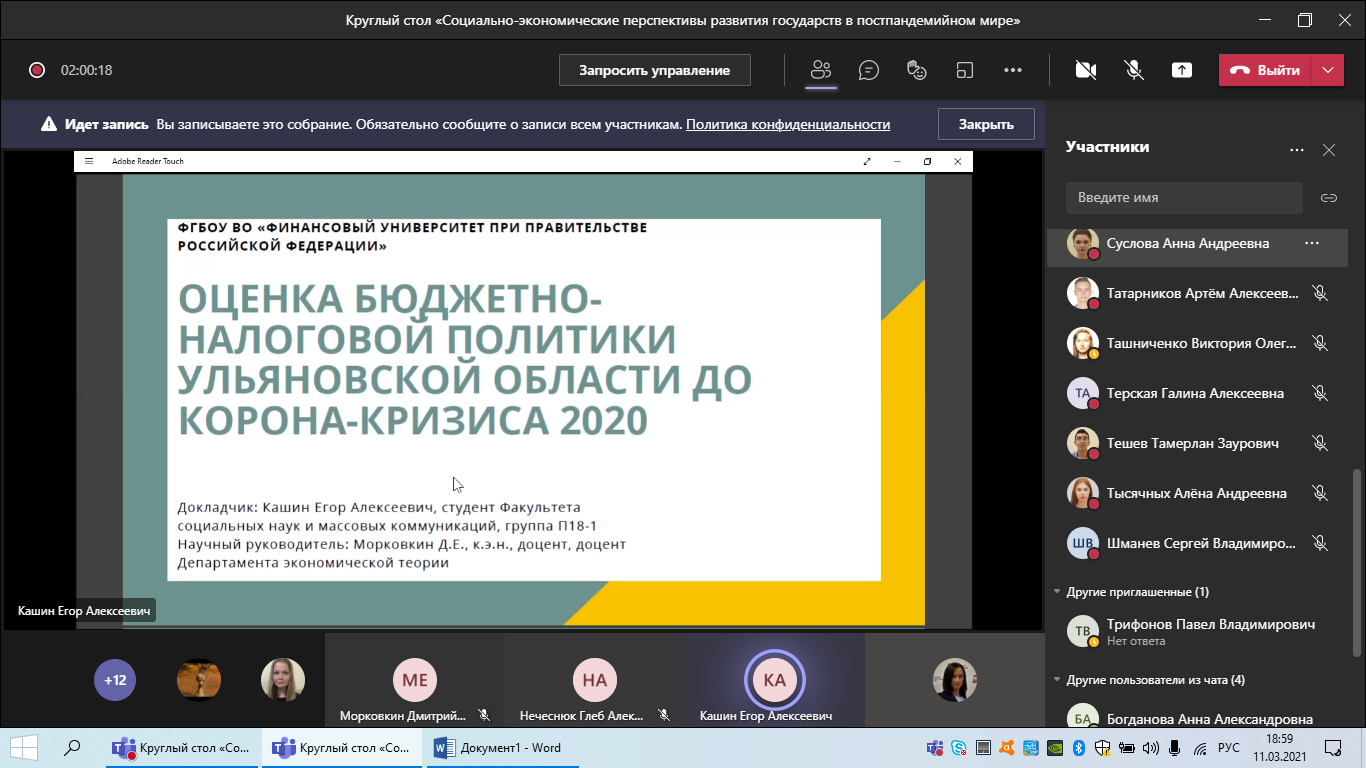 Круглый стол «Социально-экономические перспективы развития государств в постпандемийном мире»
02:00:18
Запросить управление
Выйти
Идет запись Вы записываете это собрание. Обязательно сообщите о записи всем участникам. Политика конфиденциальности
Закрыть
Adobe Reader Touch
ФГБОУ ВО «ФИНАНСОВЫЙ УНИВЕРСИТЕТ ПРИ ПРАВИТЕЛЬСТВЕ
РОССИЙСКОЙ ФЕДЕРАЦИИ»
ОЦЕНКА БЮДЖЕТНО-
НАЛОГОВОЙ ПОЛИТИКИ
УЛЬЯНОВСКОЙ ОБЛАСТИ ДО
КОРОНА-КРИЗИСА 2020
Докладчик: Кашин Егор Алексеевич, студент Факультета
социальных наук и массовых коммуникаций, группа П18-1
Научный руководитель: Морковкин Д.Е., к.э.н., доцент, доцент
Департамента экономической теории
Кашин Егор Алексеевич
+12
МЕ
Морковкин Дмитрий...
НА
Нечеснюк Глеб Алек...
КА
Кашин Егор Алексеевич
Участники
Введите имя
Суслова Анна Андреевна
Татарников Артём Алексеев...
Ташниченко Виктория Олег...
ТА
Терская Галина Алексеевна
Тешев Тамерлан Заурович
Тысячных Алёна Андреевна
ШВ
Шманев Сергей Владимиро...
Другие приглашенные (1)
ТВ
Трифонов Павел Владимирович
Нет ответа
Другие пользователи из чата (4)
БА
Богданова Анна Александровна
Круглый стол «Со...
Круглый стол «Со...
Документ1 - Word
РУС
18:59
11.03.2021